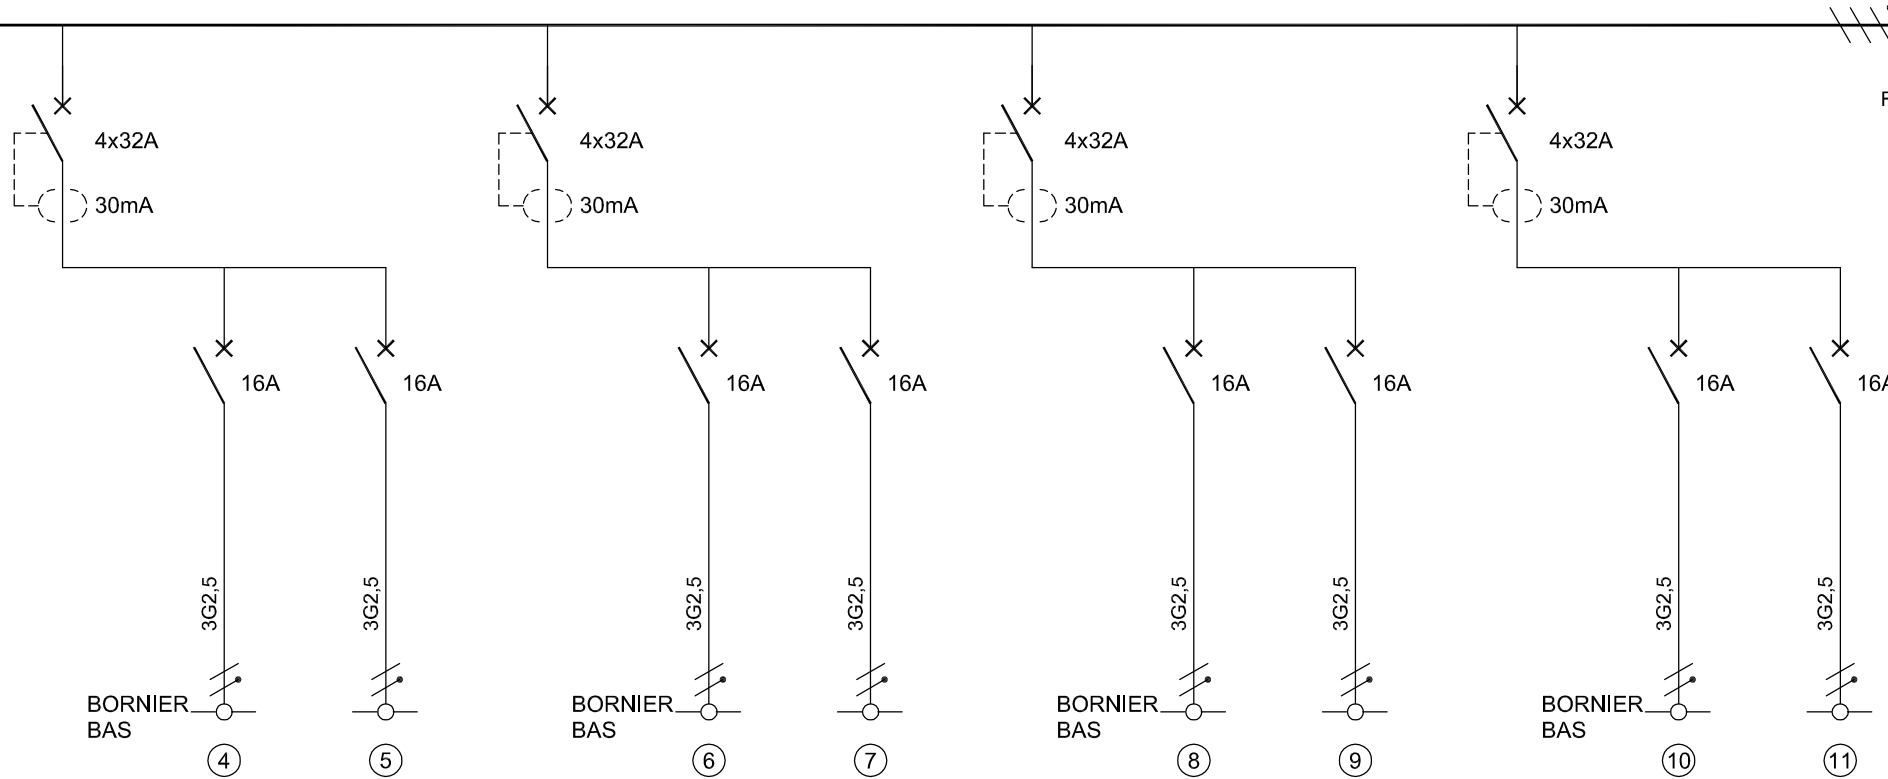 F
4x32A 4x32A 4x32A 4x32A
30mA 30mA 30mA 30mA
16A 16A 16A 16A 16A 16A 16A 16A
3G2,5 3G2,5 3G2,5 3G2,5 3G2,5 3G2,5 3G2,5 3G2,5
BORNIER BORNIER BORNIER BORNIER
BAS BAS BAS BAS
4 5 6 7 8 9 10 11